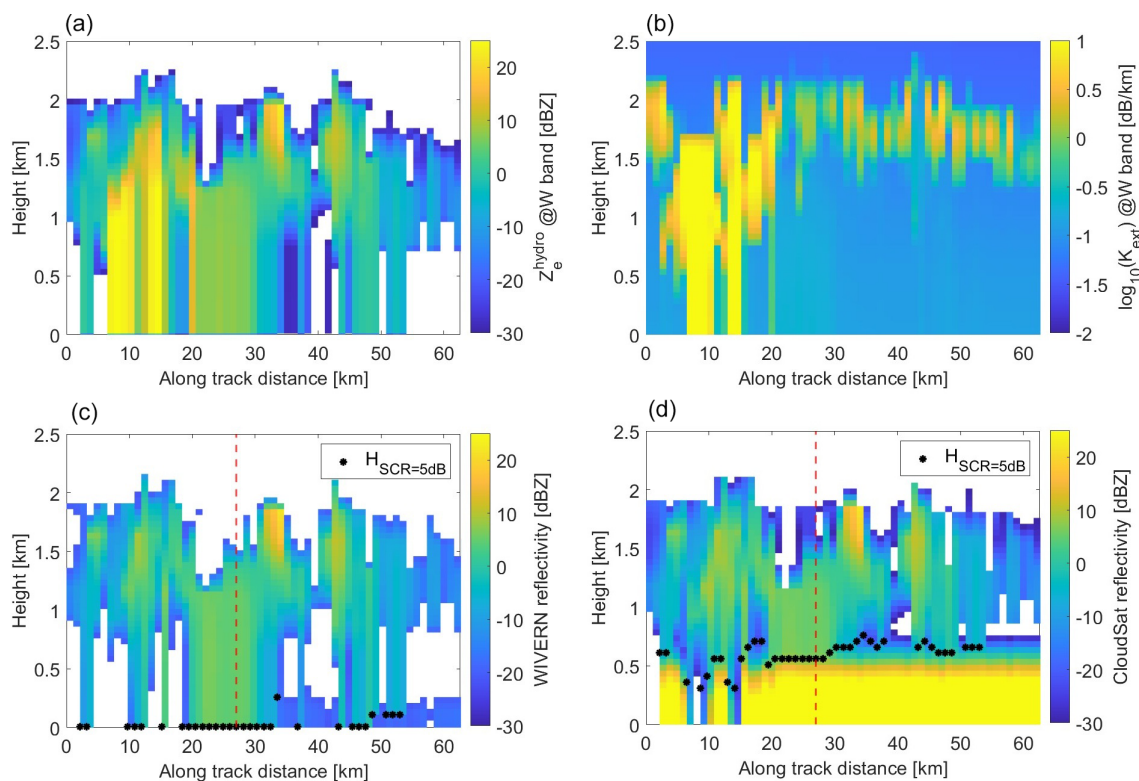 (a)
2.5
2
1.5
1
0.5
0
Height [km]
0 10 20 30 40 50 60
Along track distance [km]
20
10
0
-10
-20
-30
Z_e^hydro @W band [dBZ]
(b)
2.5
2
1.5
1
0.5
0
Height [km]
0 10 20 30 40 50 60
Along track distance [km]
1
0.5
0
-0.5
-1
-1.5
-2
log_10(K_ext) @W band [dB/km]
(c)
2.5
2
1.5
1
0.5
0
Height [km]
H_SCR=5dB
0 10 20 30 40 50 60
Along track distance [km]
20
10
0
-10
-20
-30
WIVERN reflectivity [dBZ]
(d)
2.5
2
1.5
1
0.5
0
Height [km]
H_SCR=5dB
0 10 20 30 40 50 60
Along track distance [km]
20
10
0
-10
-20
-30
CloudSat reflectivity [dBZ]